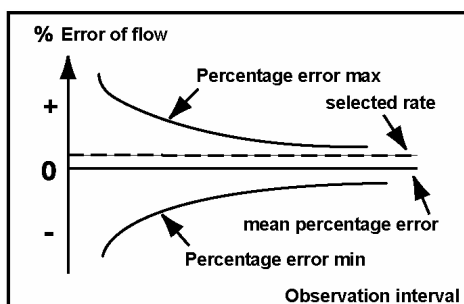 % Error of flow
Percentage error max
+
selected rate
0
mean percentage error
-
Percentage error min
Observation interval